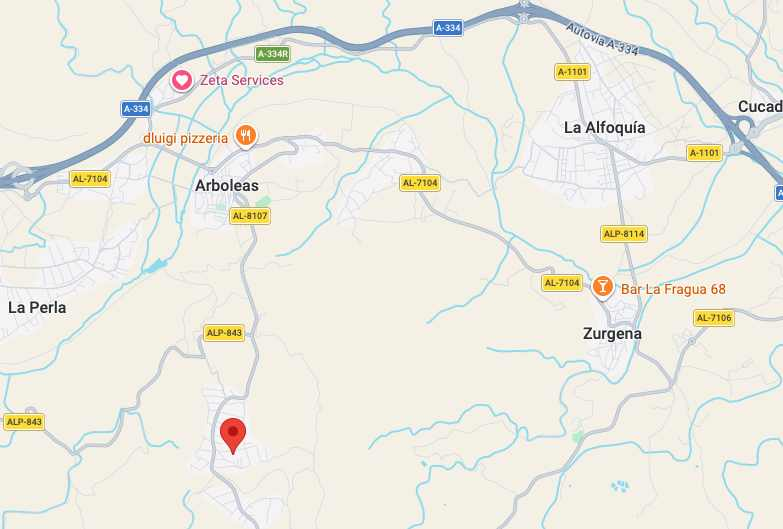 A-334
Autovia A-334
A-334R
A-1101
Zeta Services
A-334
Cucad
La Alfoquía
dluigi pizzeria
A-1101
AL-7104
Arboleas
AL-7104
A
AL-8107
ALP-8114
AL-7104
Bar La Fragua 68
La Perla
AL-7106
ALP-843
Zurgena
ALP-843